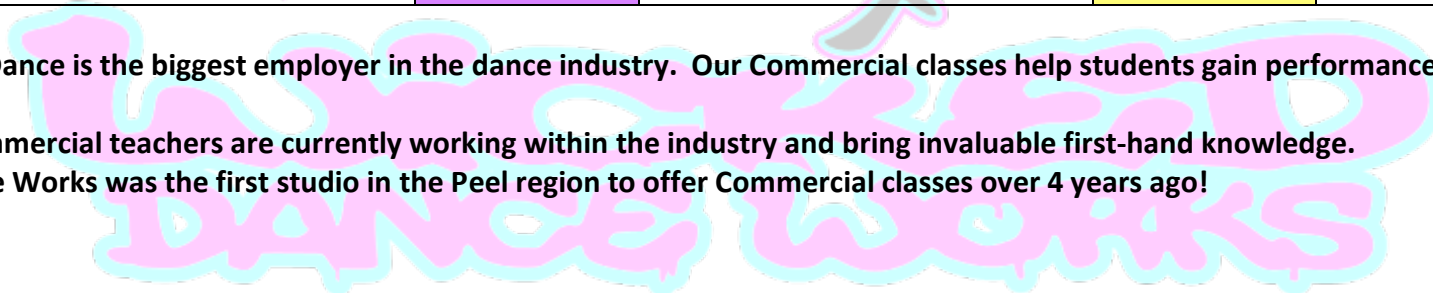 Dance is the biggest employer in the dance industry.  Our Commercial classes help students gain performance
mmercial teachers are currently working within the industry and bring invaluable first-hand knowledge.
e Works was the first studio in the Peel region to offer Commercial classes over 4 years ago!
WICKED
DANCE WORKS